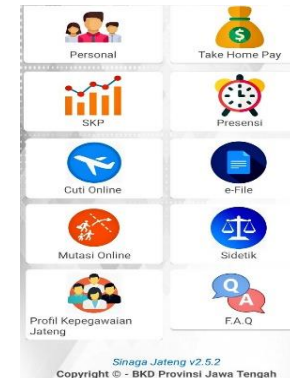 Personal
Take Home Pay
SKP
Presensi
Cuti Online
e-File
Mutasi Online
Sidetik
Profil Kepegawaian
Jateng
Q
A
F.A.Q
Sinaga Jateng v2.5.2
Copyright © - BKD Provinsi Jawa Tengah